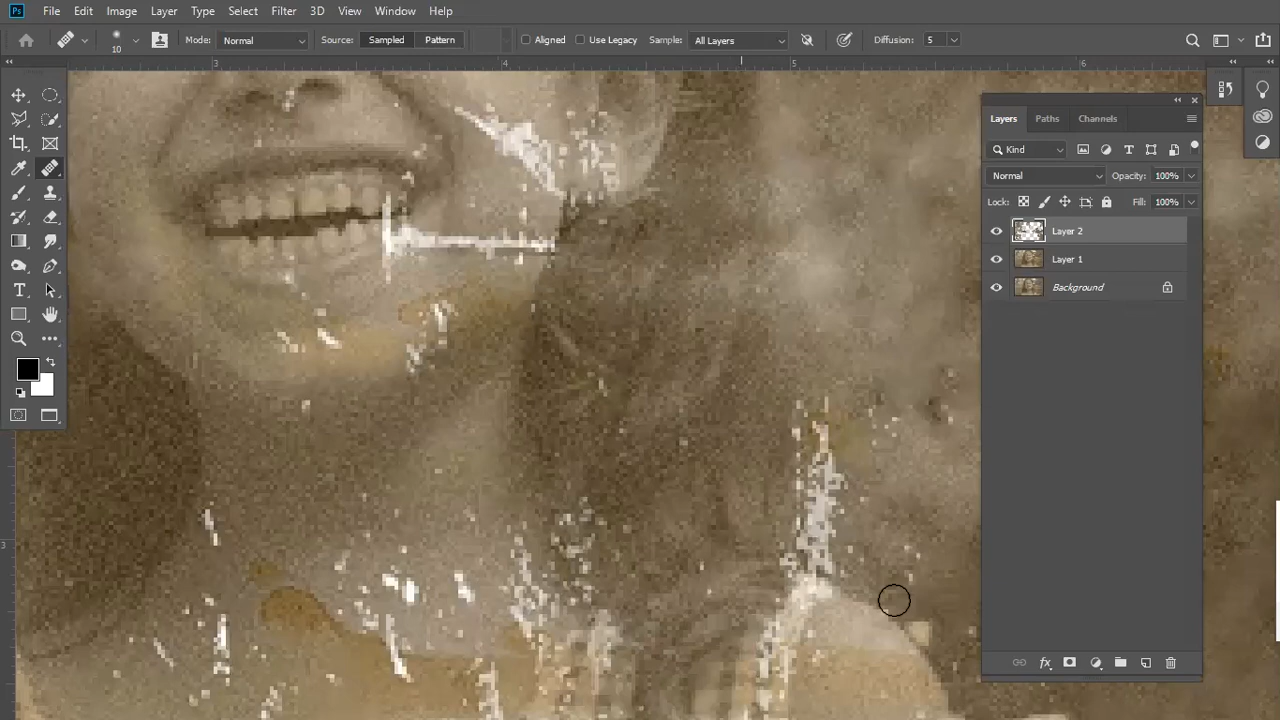 Ps File Edit Image Layer Type Select Filter 3D View Window Help
10 Mode: Normal Source: Sampled Pattern Aligned Use Legacy Sample: All Layers Diffusion: 5
3 4 5 6
Layers Paths Channels
Kind
Normal Opacity: 100%
Lock: Fill: 100%
Layer 2
Layer 1
Background
T
3
fx